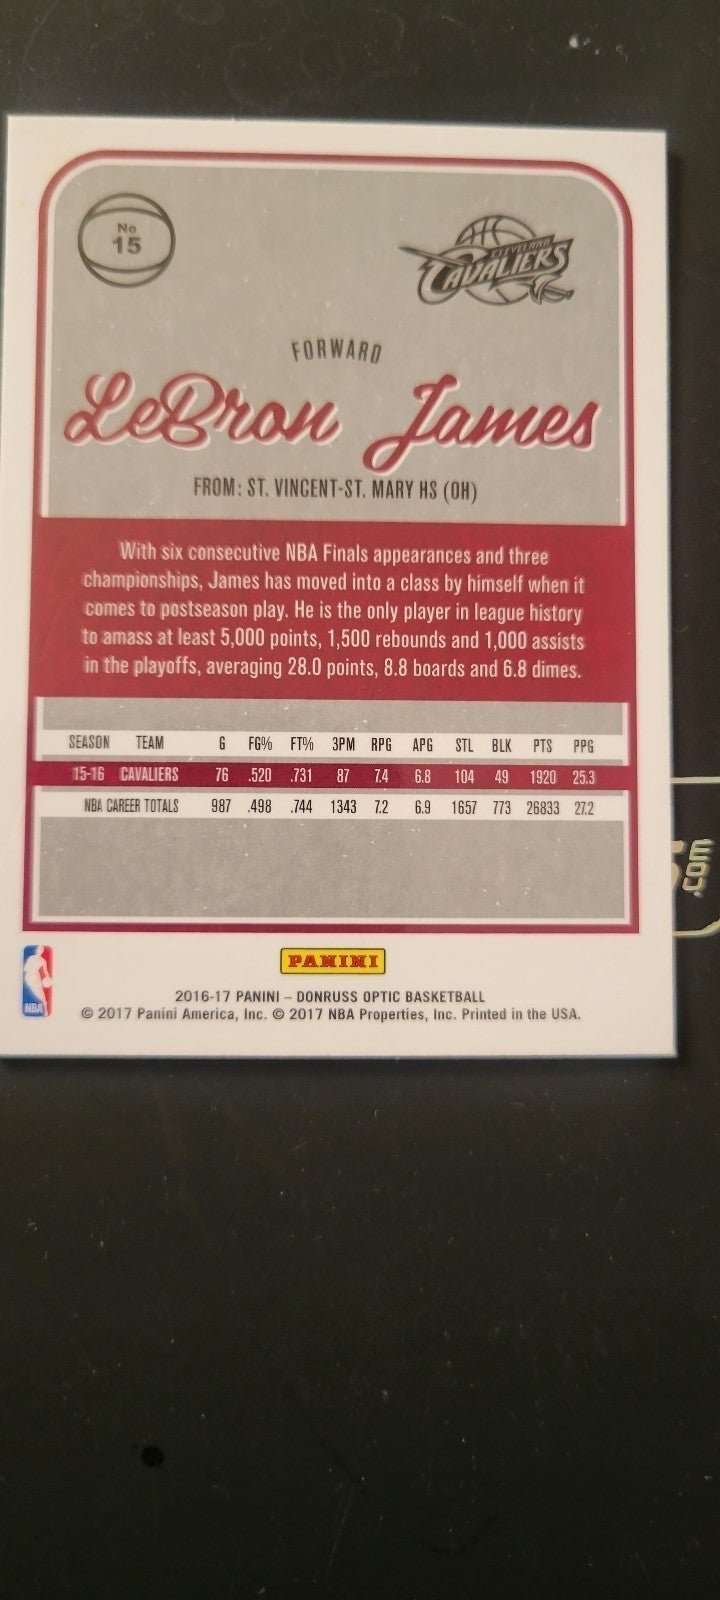 No
15
CLEVELAND
CAVALIERS
FORWARD
LeBron James
FROM: ST. VINCENT-ST. MARY HS (OH)
With six consecutive NBA Finals appearances and three
championships, James has moved into a class by himself when it
comes to postseason play. He is the only player in league history
to amass at least 5,000 points, 1,500 rebounds and 1,000 assists
in the playoffs, averaging 28.0 points, 8.8 boards and 6.8 dimes.
SEASON TEAM G FG% FT% 3PM RPG APG STL BLK PTS PPG
15-16 CAVALIERS 76 .520 .731 87 7.4 6.8 104 49 1920 25.3
NBA CAREER TOTALS 987 .498 .744 1343 7.2 6.9 1657 773 26833 27.2
NBA
PANINI
2016-17 PANINI – DONRUSS OPTIC BASKETBALL
© 2017 Panini America, Inc. © 2017 NBA Properties, Inc. Printed in the USA.
.com